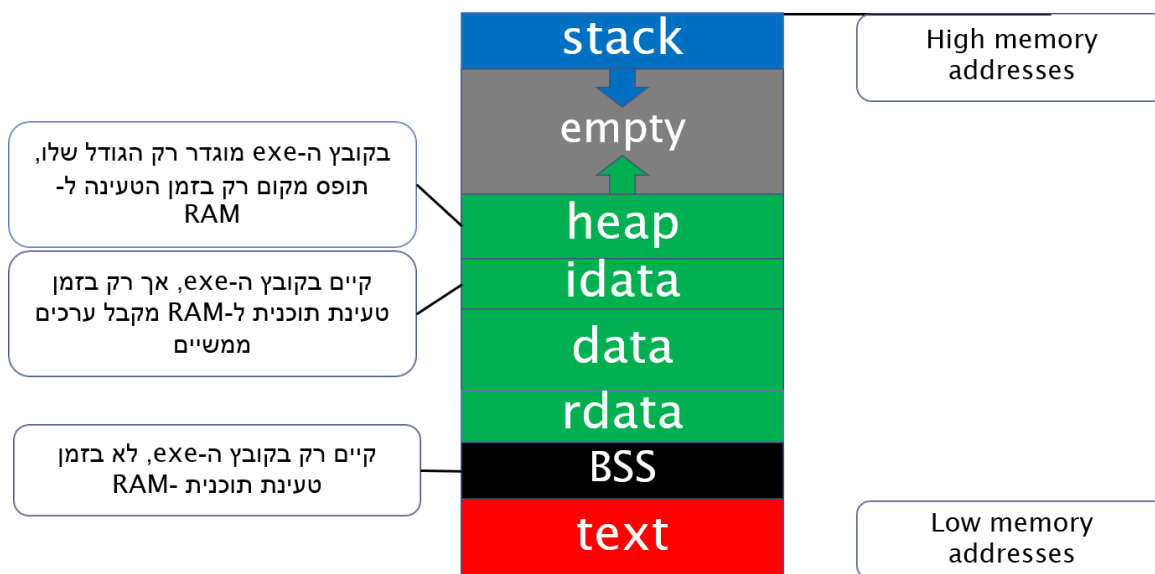 stack
High memory
addresses
empty
בקובץ ה-exe מוגדר רק הגודל שלו,
תופס מקום רק בזמן הטעינה ל-
RAM
heap
קיים בקובץ ה-exe, אך רק בזמן
טעינת תוכנית ל-RAM מקבל ערכים
ממשיים
idata
data
rdata
קיים רק בקובץ ה-exe, לא בזמן
טעינת תוכנית -RAM
BSS
text
Low memory
addresses